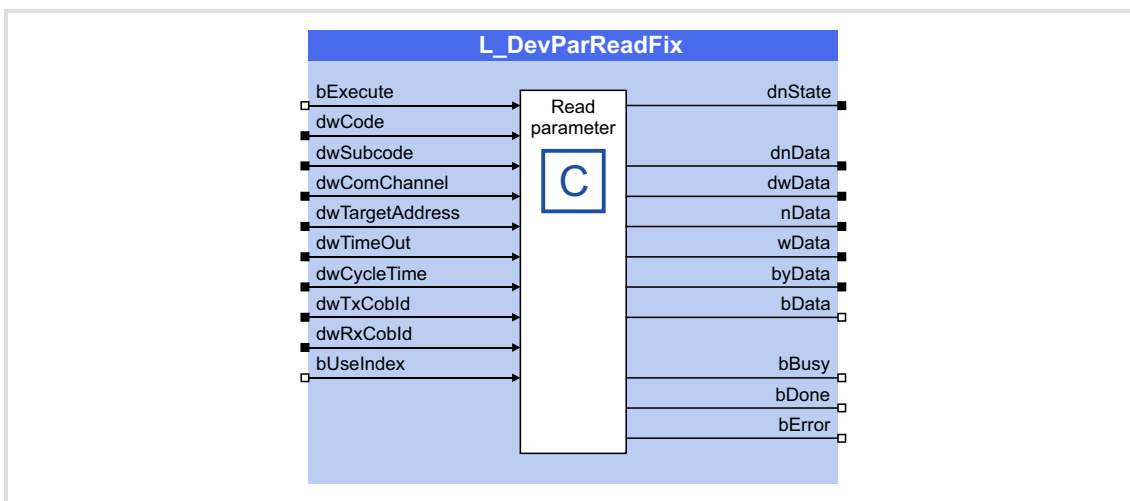 L_DevParReadFix
bExecute
dwCode
dwSubcode
dwComChannel
dwTargetAddress
dwTimeOut
dwCycleTime
dwTxCobId
dwRxCobId
bUseIndex
Read
parameter
C
dnState
dnData
dwData
nData
wData
byData
bData
bBusy
bDone
bError